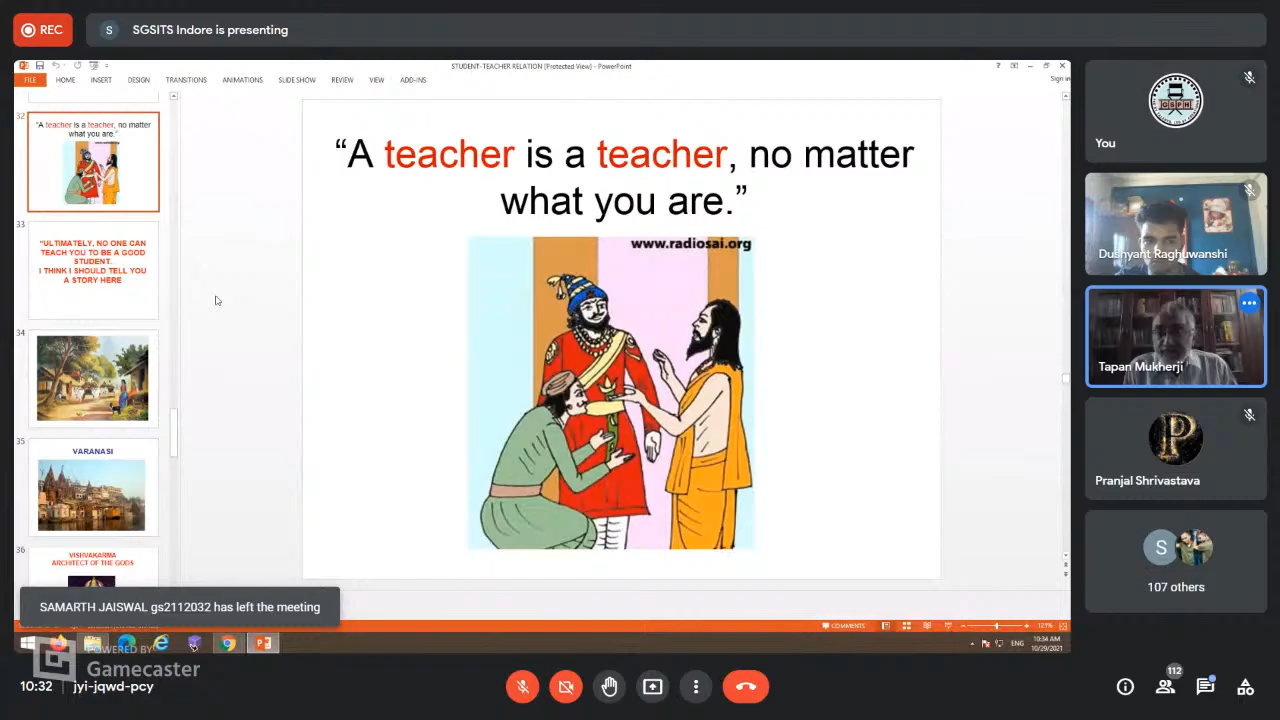 REC
S
SGSITS Indore is presenting
STUDENT-TEACHER RELATION [Protected View] - PowerPoint
Sign in
FILE HOME INSERT DESIGN TRANSITIONS ANIMATIONS SLIDE SHOW REVIEW VIEW ADD-INS
32
“A teacher is a teacher, no matter
what you are.”
33
“ULTIMATELY, NO ONE CAN
TEACH YOU TO BE A GOOD
STUDENT.
I THINK I SHOULD TELL YOU
A STORY HERE
34
35
VARANASI
36
VISHVAKARMA
ARCHITECT OF THE GODS
“A teacher is a teacher, no matter
what you are.”
www.radiosai.org
GSPH
You
Dushyant Raghuwanshi
Tapan Mukherji
P
Pranjal Shrivastava
S
107 others
SAMARTH JAISWAL gs2112032 has left the meeting
COMMENTS
121%
ENG
10:34 AM
10/29/2021
POWERED BY
Gamecaster
10:32
jyi-jqwd-pcy
112